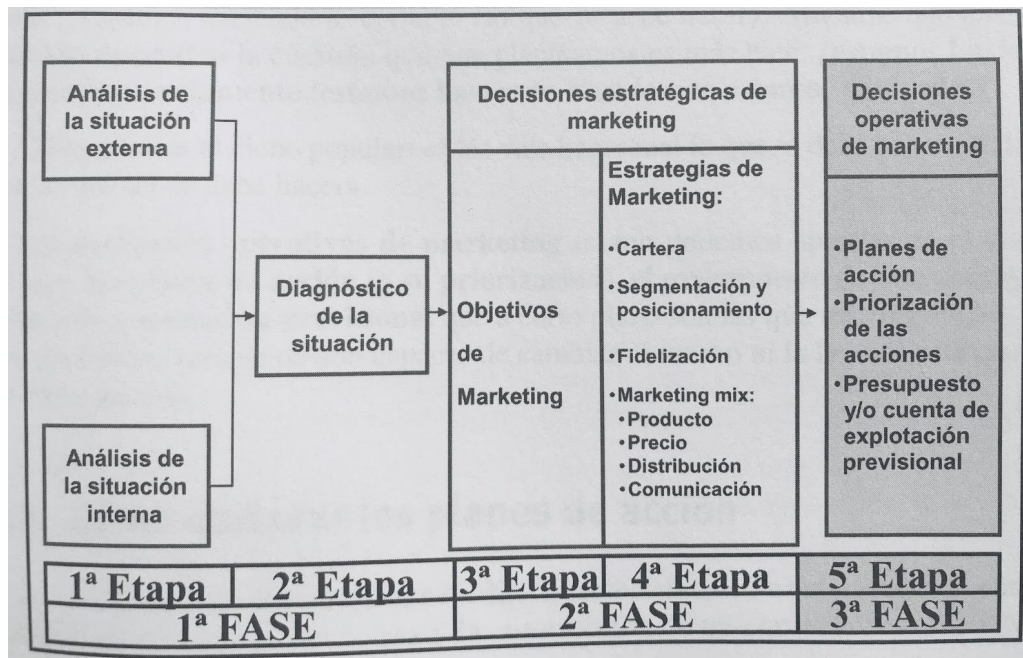 Análisis de
la situación
externa
Análisis de
la situación
interna
Diagnóstico
de la
situación
Decisiones estratégicas de
marketing
Objetivos
de
Marketing
Estrategias de
Marketing:
•Cartera
•Segmentación y
posicionamiento
•Fidelización
•Marketing mix:
•Producto
•Precio
•Distribución
•Comunicación
Decisiones
operativas
de marketing
•Planes de
acción
•Priorización
de las
acciones
•Presupuesto
y/o cuenta de
explotación
previsional
1ª Etapa
2ª Etapa
3ª Etapa
4ª Etapa
5ª Etapa
1ª FASE
2ª FASE
3ª FASE